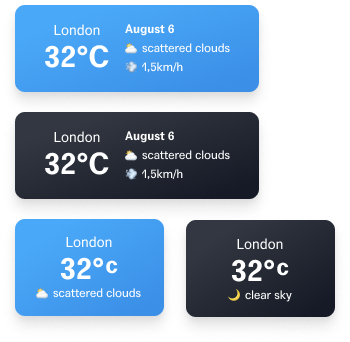 London
32°C
August 6
scattered clouds
1,5km/h
London
32°C
August 6
scattered clouds
1,5km/h
London
32°c
scattered clouds
London
32°c
clear sky